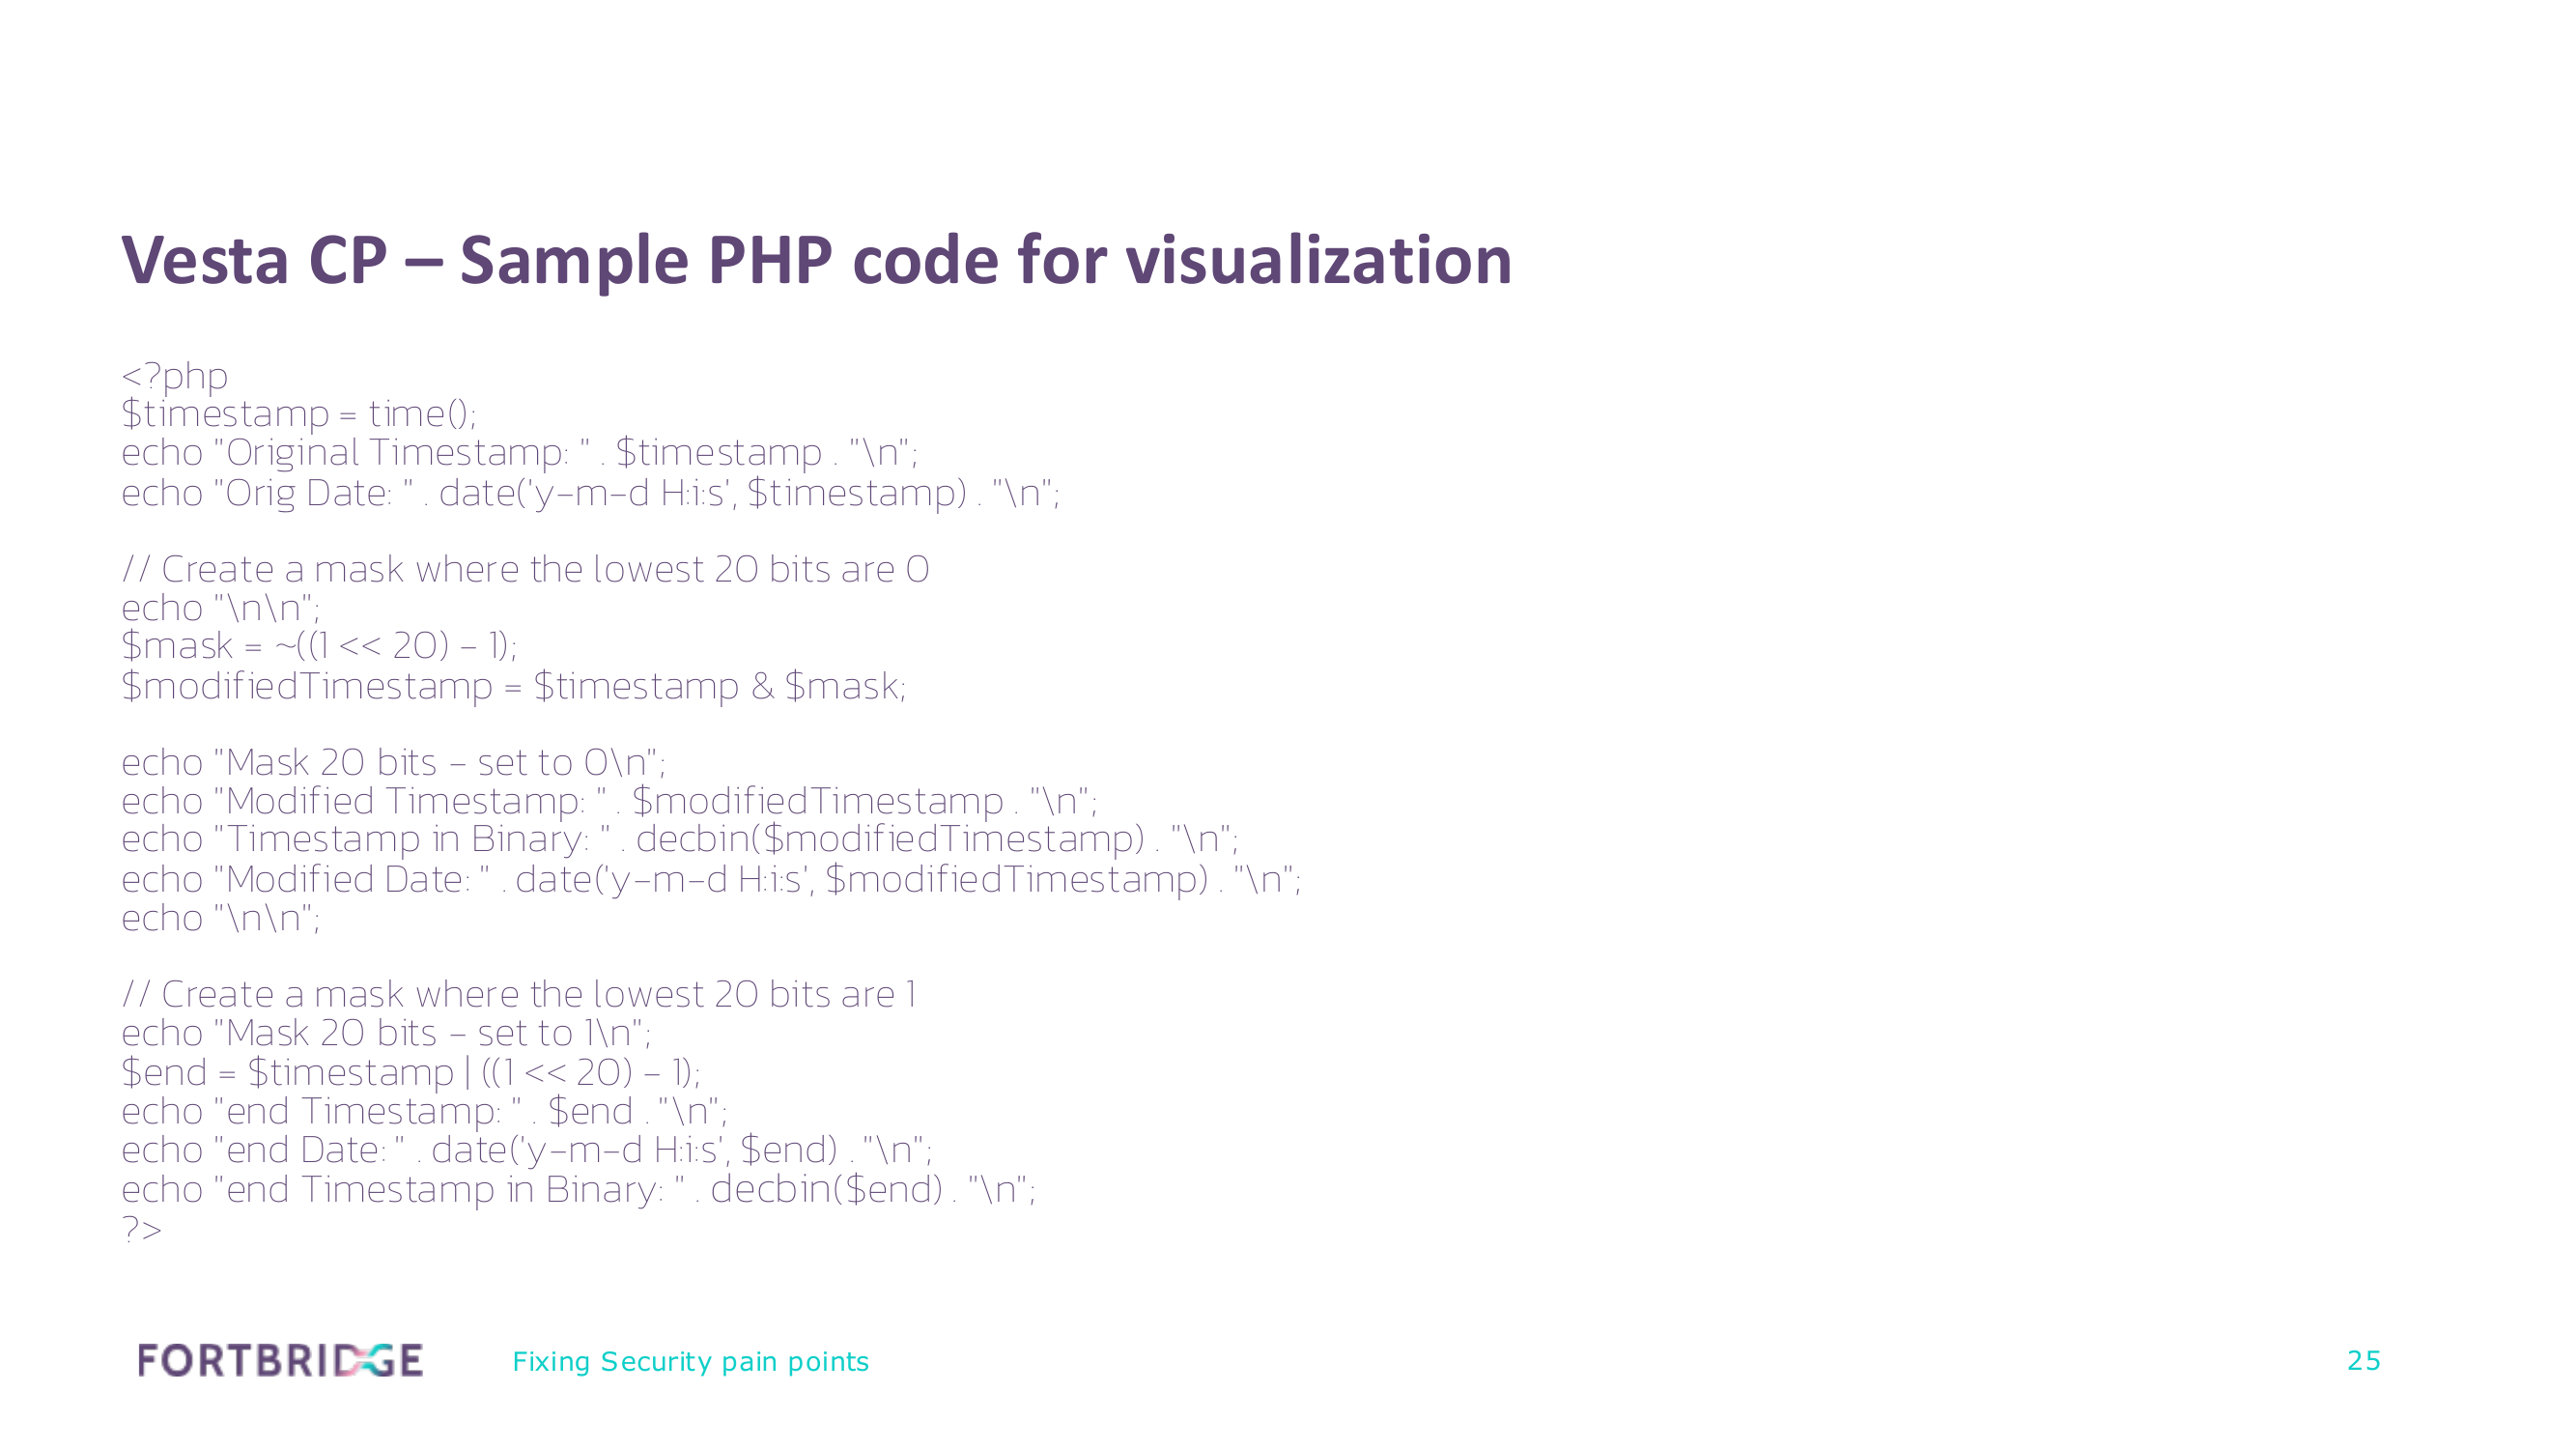 Vesta CP – Sample PHP code for visualization
<?php
$timestamp = time();
echo "Original Timestamp: " . $timestamp . "\n";
echo "Orig Date: " . date('y-m-d H:i:s', $timestamp) . "\n";
// Create a mask where the lowest 20 bits are 0
echo "\n\n";
$mask = ~((1 << 20) - 1);
$modifiedTimestamp = $timestamp & $mask;
echo "Mask 20 bits - set to 0\n";
echo "Modified Timestamp: " . $modifiedTimestamp . "\n";
echo "Timestamp in Binary: " . decbin($modifiedTimestamp) . "\n";
echo "Modified Date: " . date('y-m-d H:i:s', $modifiedTimestamp) . "\n";
echo "\n\n";
// Create a mask where the lowest 20 bits are 1
echo "Mask 20 bits - set to 1\n";
$end = $timestamp | ((1 << 20) - 1);
echo "end Timestamp: " . $end . "\n";
echo "end Date: " . date('y-m-d H:i:s', $end) . "\n";
echo "end Timestamp in Binary: " . decbin($end) . "\n";
?>
FORTBRIDGE
Fixing Security pain points
25